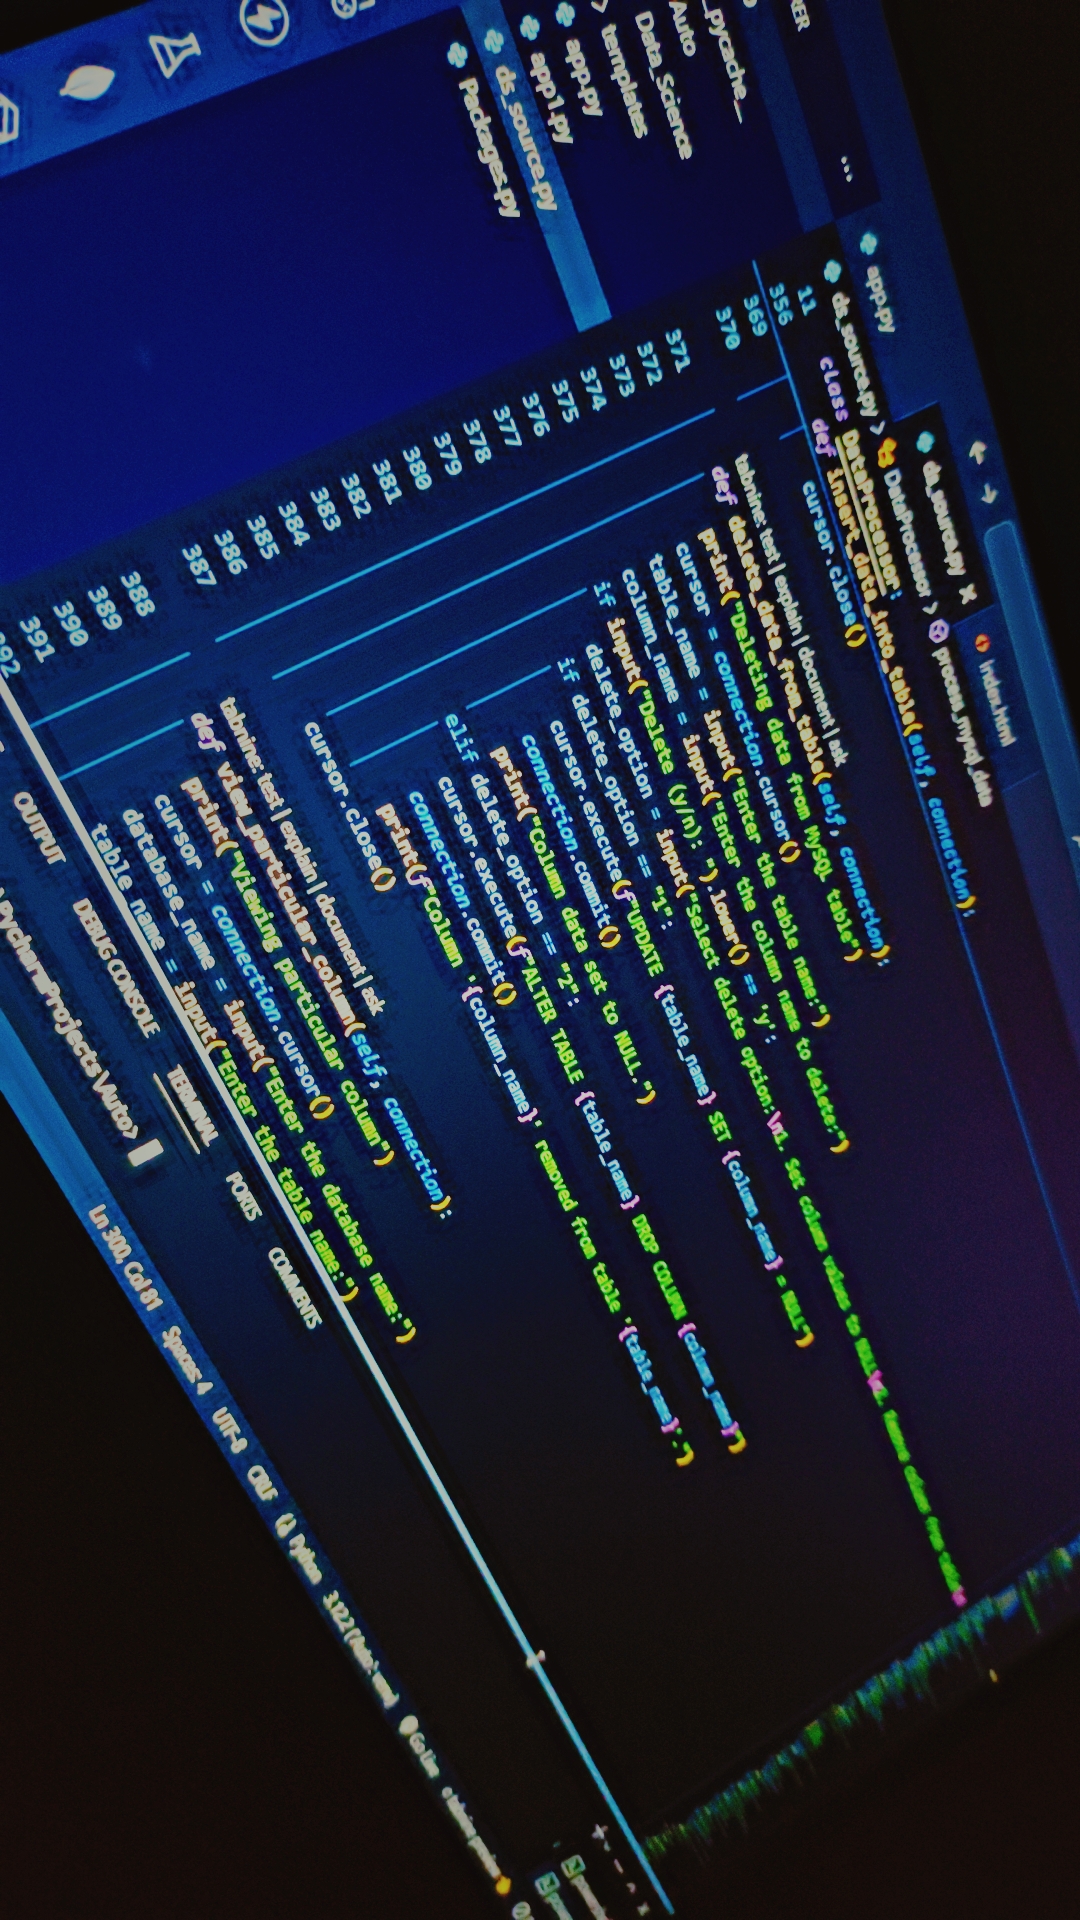 _pycache_
Auto
Data_Science
templates
app.py
app1.py
ds_source.py
Packages.py
app.py
ds_source.py X
index.html
ds_source.py > DataProcessor > process_mysql_data
11 class DataProcessor:
356 def insert_data_into_table(self, connection):
369 cursor.close()
370
tabnine: test | explain | document | ask
371 def delete_data_from_table(self, connection):
372 print("Deleting data from MySQL table")
373 cursor = connection.cursor()
374 table_name = input("Enter the table name:")
375 column_name = input("Enter the column name to delete:")
376 if input("Delete (y/n): ").lower() == 'y':
377 delete_option = input("Select delete option:\n1. Set column values to NULL\n2. Remove column from table
378 if delete_option == "1":
379 cursor.execute(f"UPDATE {table_name} SET {column_name} = NULL")
380 connection.commit()
381 print("Column data set to NULL.")
382 elif delete_option == "2":
383 cursor.execute(f"ALTER TABLE {table_name} DROP COLUMN {column_name}")
384 connection.commit()
385 print(f"Column '{column_name}' removed from table '{table_name}'.")
386 cursor.close()
387
tabnine: test | explain | document | ask
388 def view_particular_column(self, connection):
389 print("Viewing particular column")
390 cursor = connection.cursor()
391 database_name = input("Enter the database name:")
392 table_name = input("Enter the table name:")
OUTPUT DEBUG CONSOLE TERMINAL PORTS COMMENTS
\PycharmProjects\Auto>
Ln 300, Col 81 Spaces: 4 UTF-8 CRLF Python Go Live